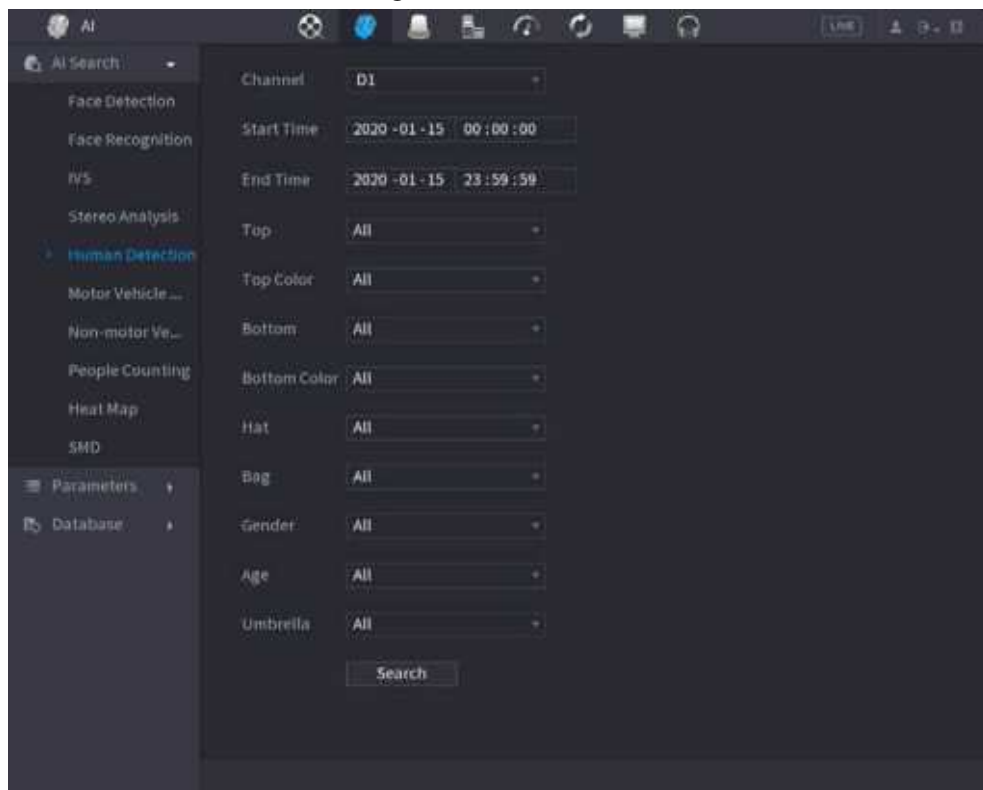 AI
LIVE
AI Search
Face Detection
Face Recognition
IVS
Stereo Analysis
Human Detection
Motor Vehicle ...
Non-motor Ve...
People Counting
Heat Map
SMD
Parameters
Database
Channel D1
Start Time 2020 -01 -15 00 :00 :00
End Time 2020 -01 -15 23 :59 :59
Top All
Top Color All
Bottom All
Bottom Color All
Hat All
Bag All
Gender All
Age All
Umbrella All
Search